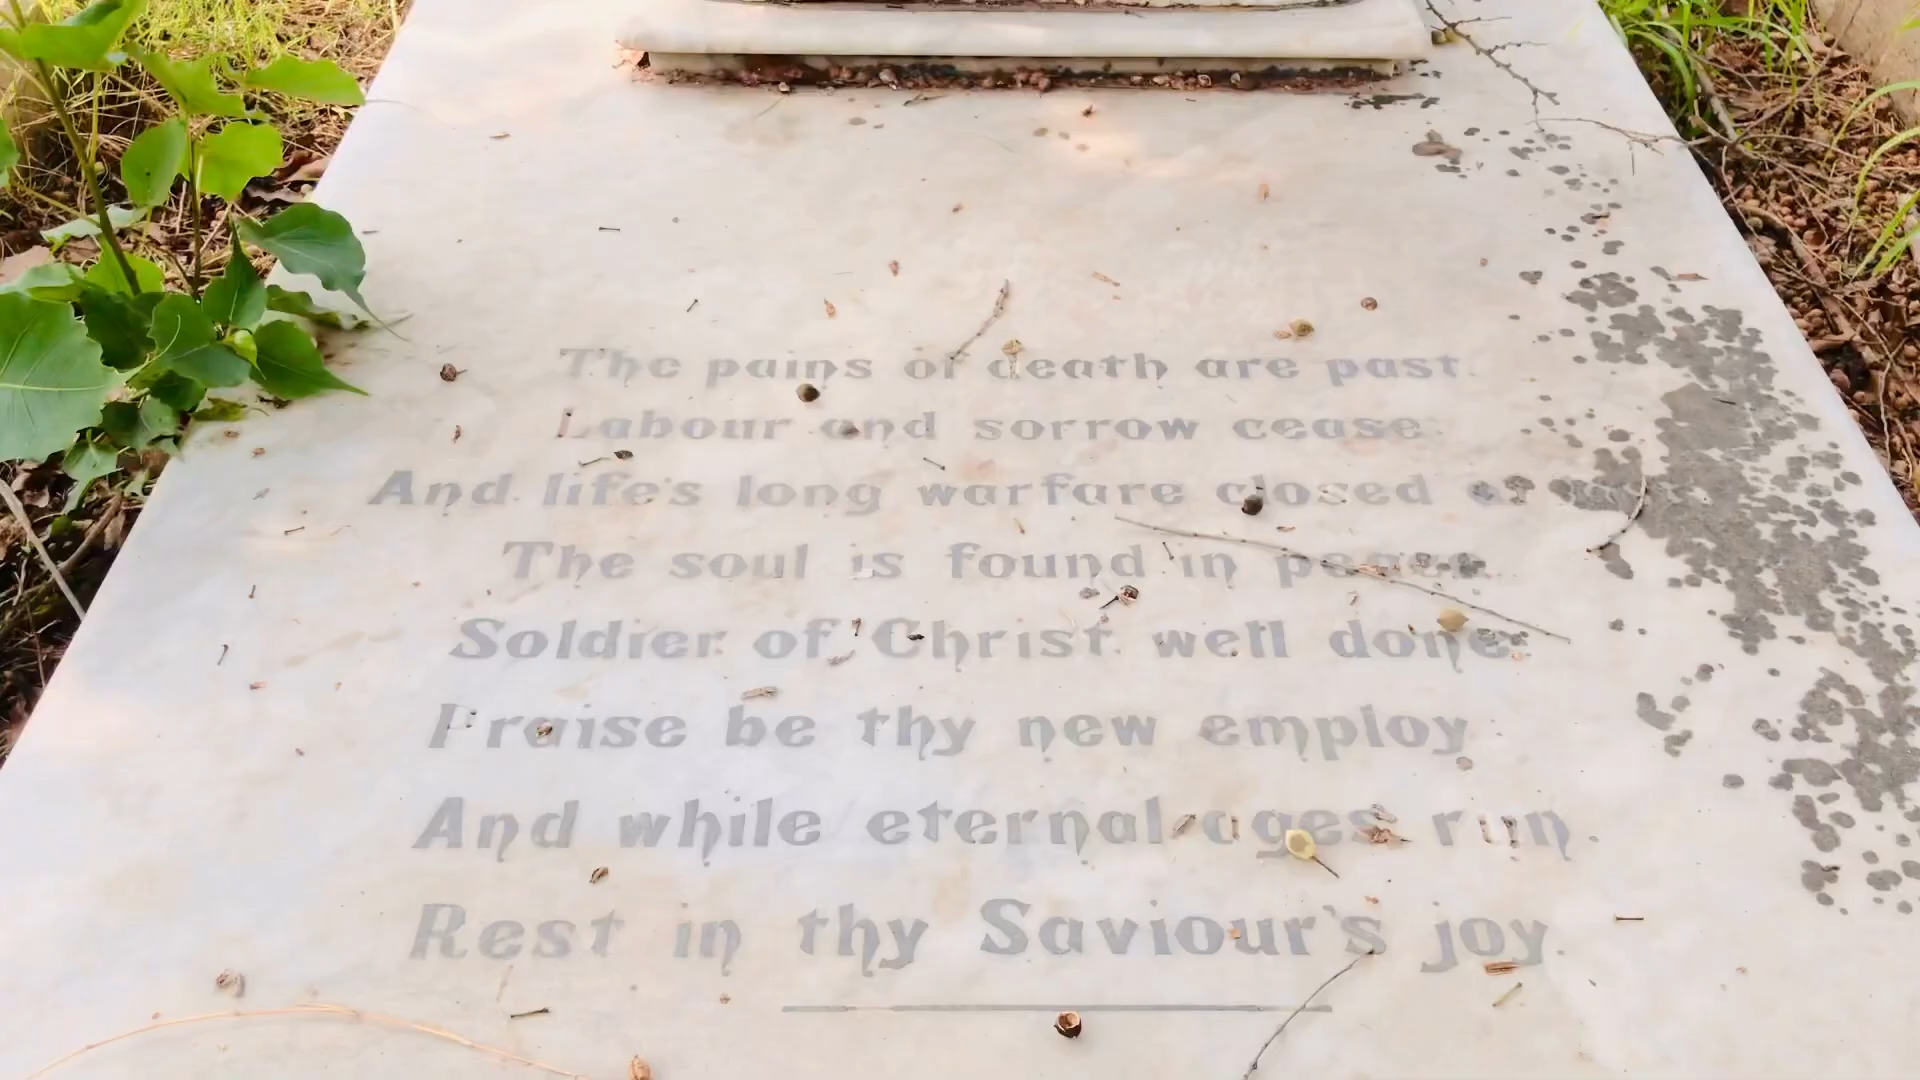 The pains of death are past.
Labour and sorrow cease:
And life's long warfare closed at
The soul is found in peace.
Soldier of Christ. well done:
Praise be thy new employ:
And while eternal ages run.
Rest in thy Saviour's joy.